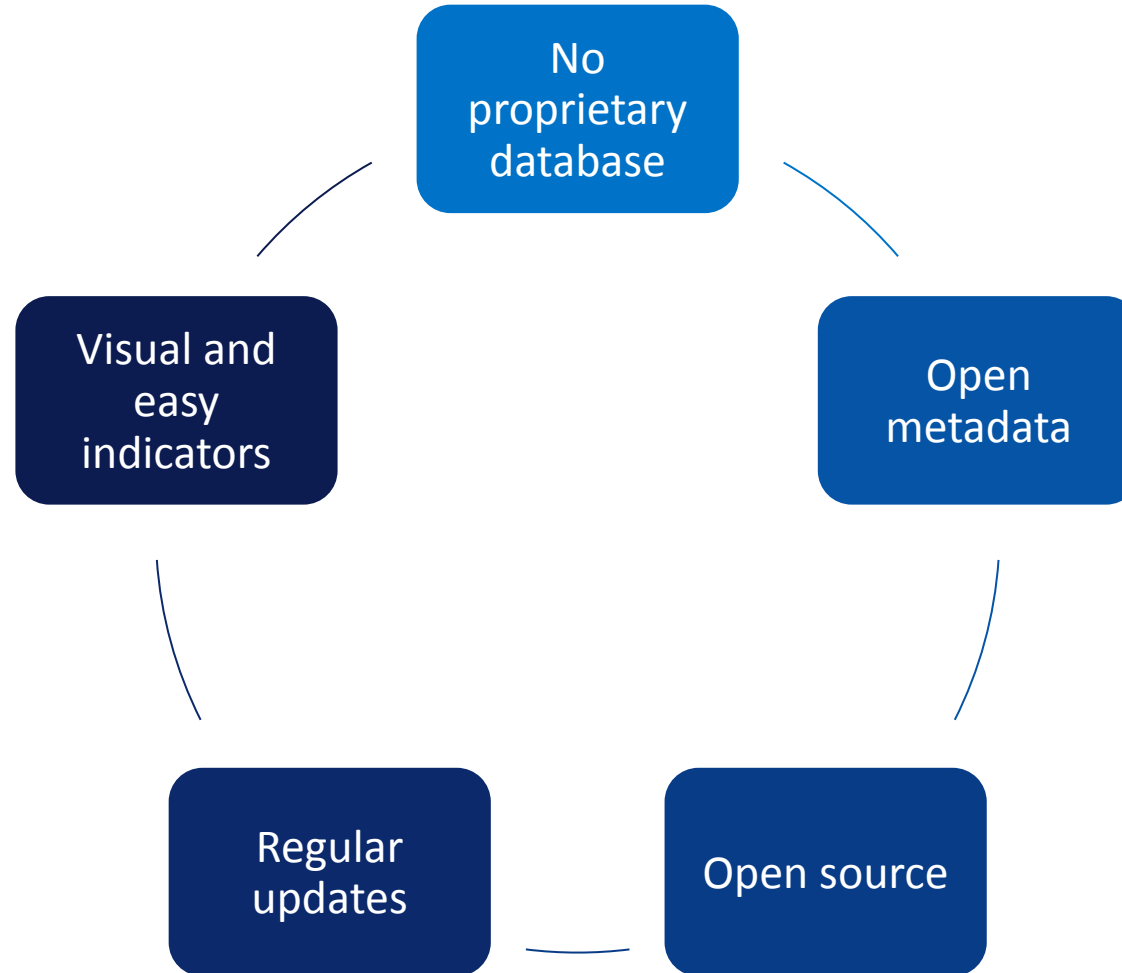 No
proprietary
database
Open
metadata
Open source
Regular
updates
Visual and
easy
indicators